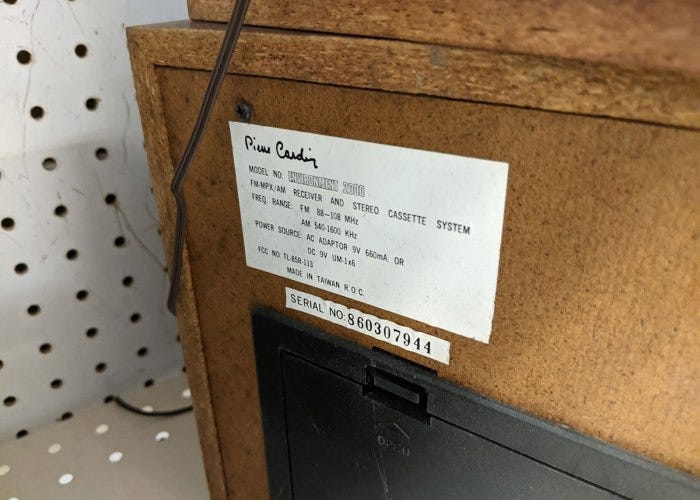 Pierre Cardin
MODEL NO: ENVIRONMENT 2000
FM-MPX/AM RECEIVER AND STEREO CASSETTE SYSTEM
FREQ. RANGE: FM 88—108 MHz
AM 540-1600 KHz
POWER SOURCE: AC ADAPTOR 9V 660mA OR
DC 9V UM-1x6
FCC NO: TL-85R-113
MADE IN TAIWAN R.O.C.
SERIAL NO: 860307944
OPEN